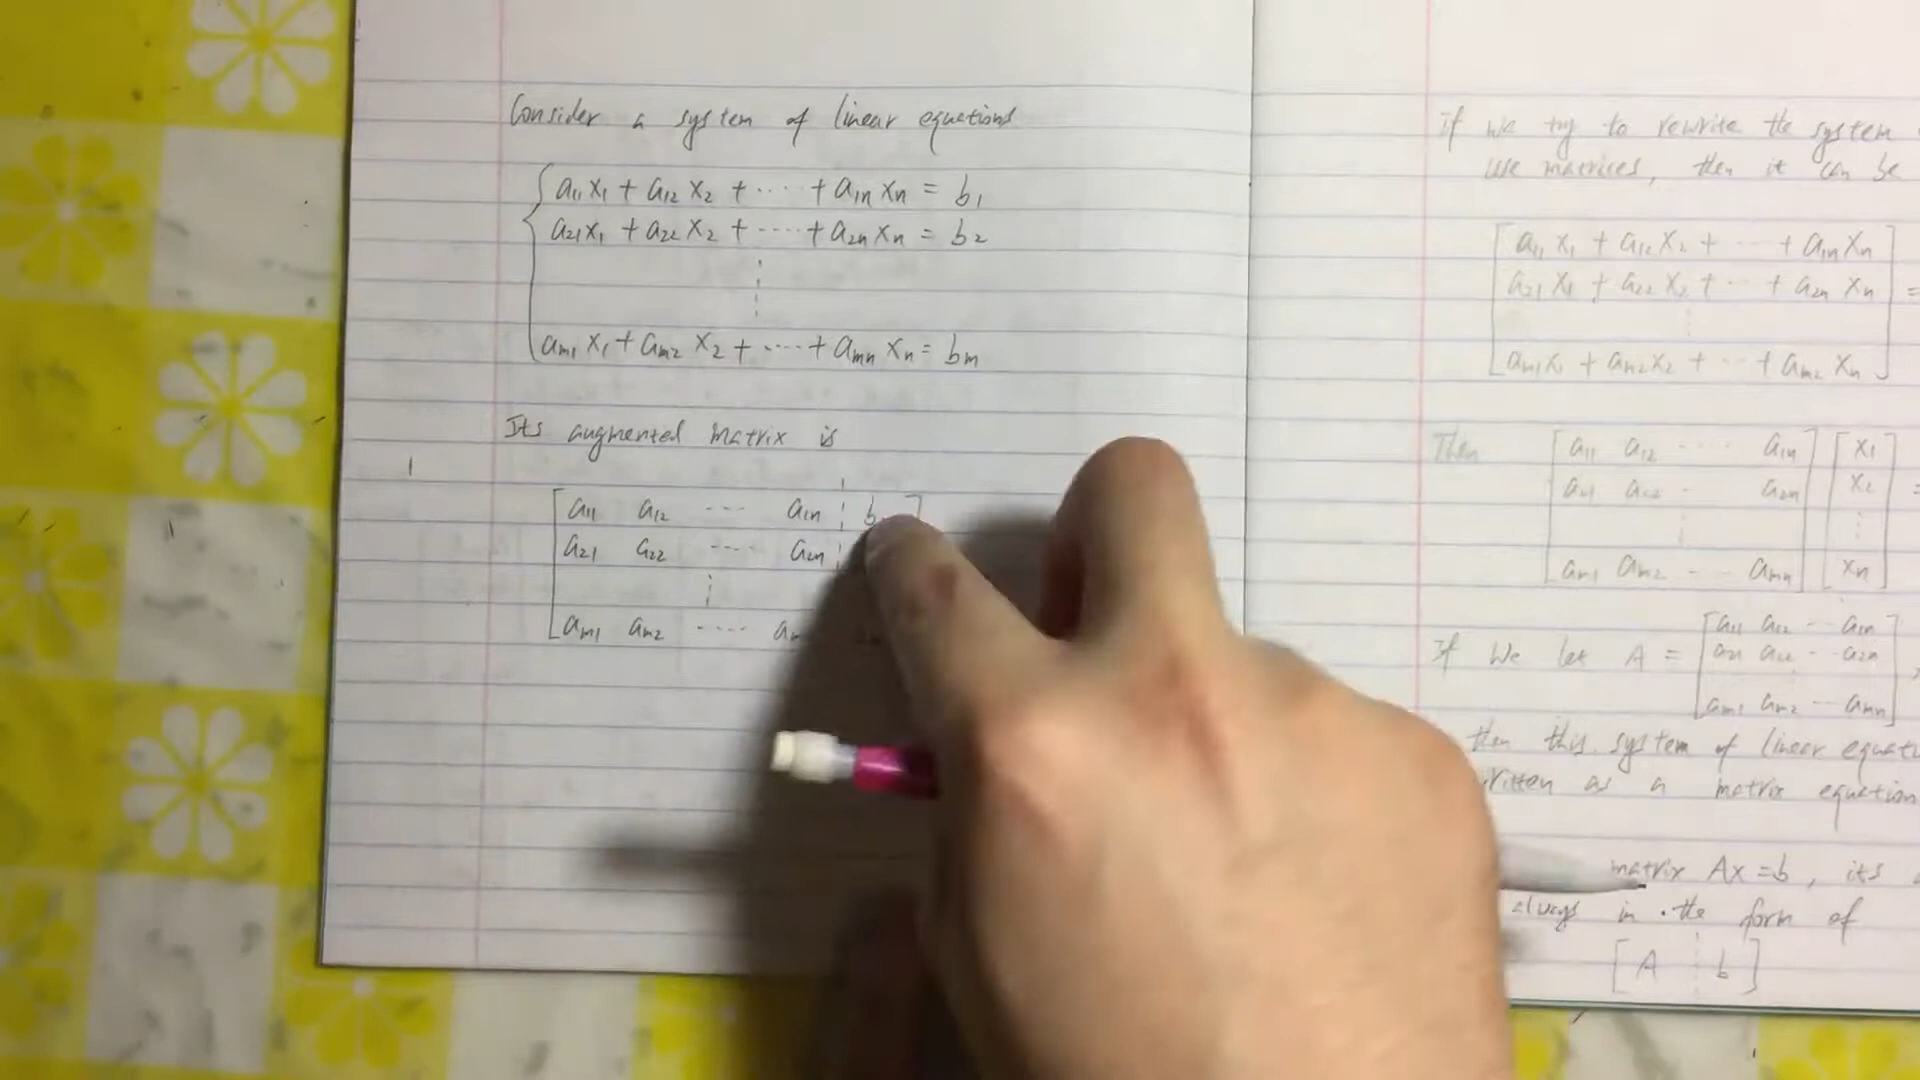 Consider a system of linear equations
a11 x1 + a12 x2 + ···· + a1n xn = b1
a21 x1 + a22 x2 + ···· + a2n xn = b2
⋮
am1 x1 + am2 x2 + ···· + amn xn = bm
Its augmented matrix is
a11 a12 ··· a1n b
a21 a22 ···· a2n
⋮
am1 am2 ····
If we try to rewrite the system
use matrices, then it can be
a11 x1 + a12 x2 + ··· + a1n xn
a21 x1 + a22 x2 + ·· + a2n xn =
⋮
am1 x1 + am2 x2 + ·· + am2 xn
Then a11 a12 ···· a1n x1
a21 a22 · a2n x2 =
⋮ ⋮
am1 am2 ·· amn xn
a11 a12 ·· a1n
If we let A = a21 a22 ·· a2n
am1 am2 ·· amn
then this system of linear
as a matrix equation
matrix Ax = b, its
in the form of
[A ⋮ b]